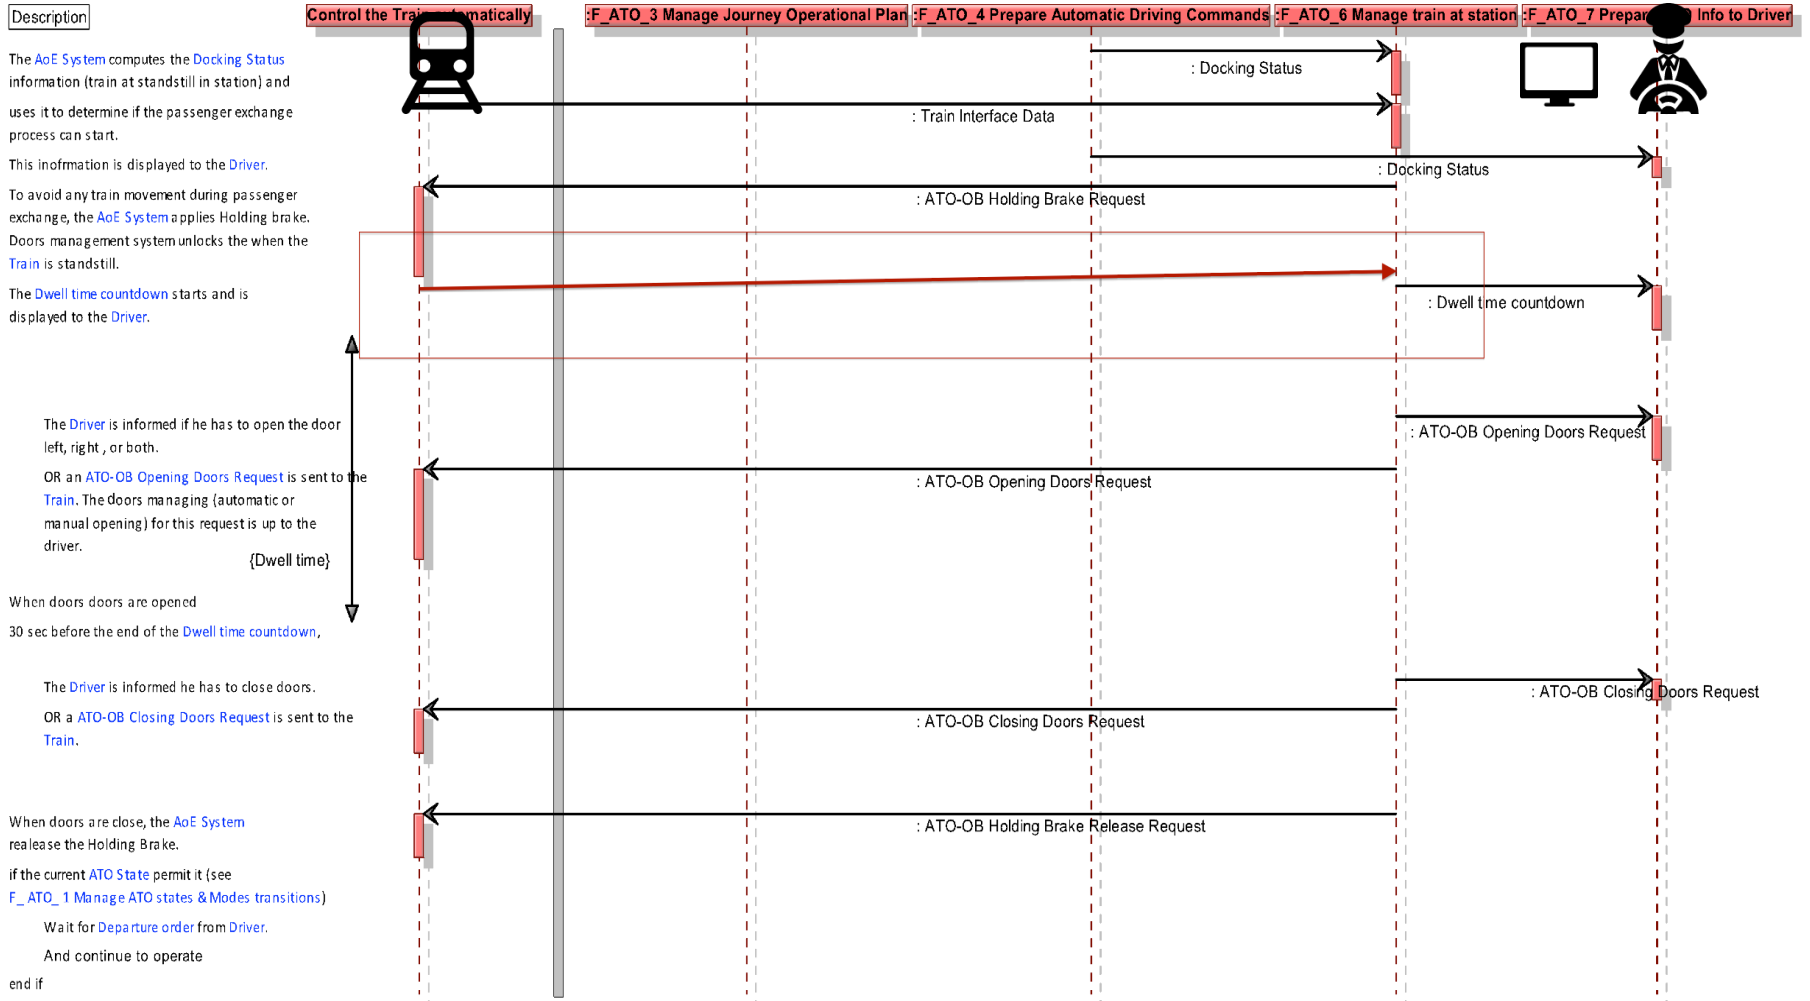 Description
Control the Train automatically
:F_ATO_3 Manage Journey Operational Plan
:F_ATO_4 Prepare Automatic Driving Commands
:F_ATO_6 Manage train at station
:F_ATO_7 Prepar Info to Driver
The AoE System computes the Docking Status
information (train at standstill in station) and
uses it to determine if the passenger exchange
process can start.
This inofrmation is displayed to the Driver.
To avoid any train movement during passenger
exchange, the AoE System applies Holding brake.
Doors management system unlocks the when the
Train is standstill.
The Dwell time countdown starts and is
displayed to the Driver.
The Driver is informed if he has to open the door
left, right , or both.
OR an ATO-OB Opening Doors Request is sent to the
Train. The doors managing (automatic or
manual opening) for this request is up to the
driver.
{Dwell time}
When doors doors are opened
30 sec before the end of the Dwell time countdown,
The Driver is informed he has to close doors.
OR a ATO-OB Closing Doors Request is sent to the
Train.
When doors are close, the AoE System
realease the Holding Brake.
if the current ATO State permit it (see
F_ ATO_ 1 Manage ATO states & Modes transitions)
Wait for Departure order from Driver.
And continue to operate
end if
: Docking Status
: Train Interface Data
: Docking Status
: ATO-OB Holding Brake Request
: Dwell time countdown
: ATO-OB Opening Doors Request
: ATO-OB Opening Doors Request
: ATO-OB Closing Doors Request
: ATO-OB Closing Doors Request
: ATO-OB Holding Brake Release Request